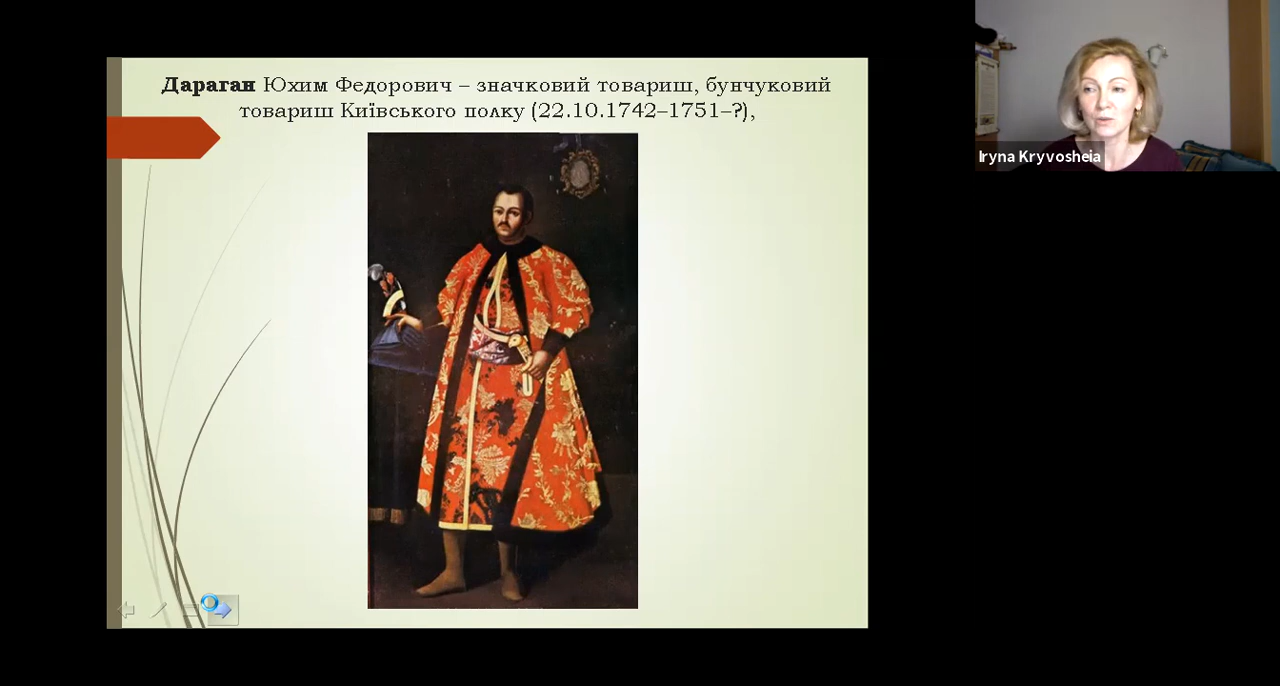 Дараган Юхим Федорович – значковий товариш, бунчуковий
товариш Київського полку (22.10.1742–1751–?),
Iryna Kryvosheia